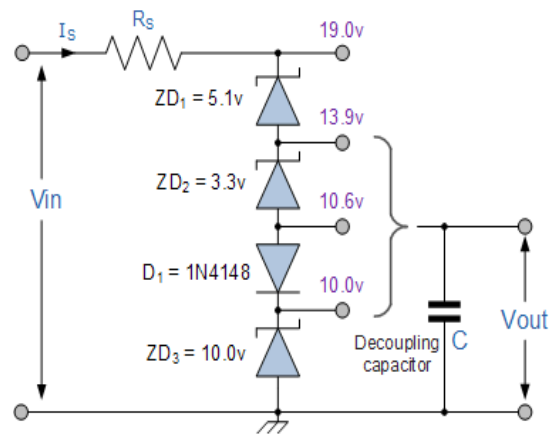 Is
Rs
19.0v
ZD1 = 5.1v
13.9v
ZD2 = 3.3v
Vin
10.6v
D1 = 1N4148
10.0v
ZD3 = 10.0v
Decoupling
capacitor
C
Vout